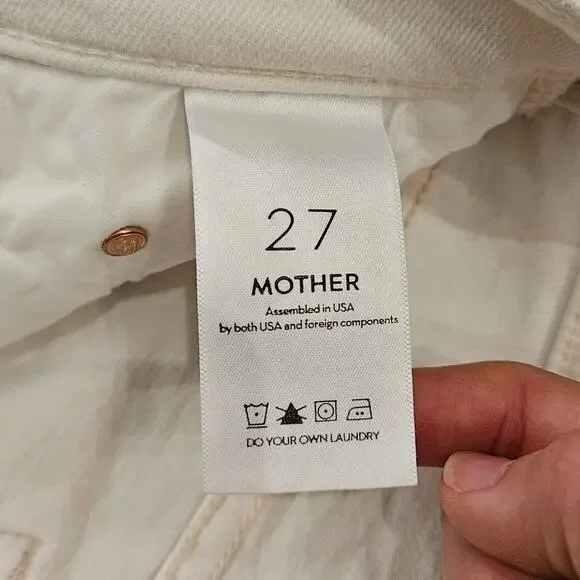 27
MOTHER
Assembled in USA
by both USA and foreign components
DO YOUR OWN LAUNDRY